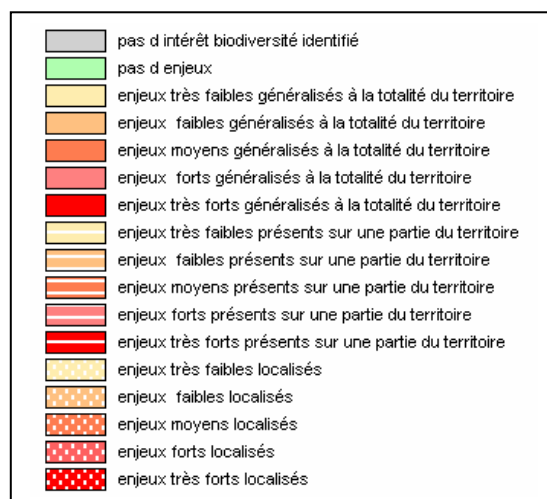 pas d intérêt biodiversité identifié
pas d enjeux
enjeux très faibles généralisés à la totalité du territoire
enjeux faibles généralisés à la totalité du territoire
enjeux moyens généralisés à la totalité du territoire
enjeux forts généralisés à la totalité du territoire
enjeux très forts généralisés à la totalité du territoire
enjeux très faibles présents sur une partie du territoire
enjeux faibles présents sur une partie du territoire
enjeux moyens présents sur une partie du territoire
enjeux forts présents sur une partie du territoire
enjeux très forts présents sur une partie du territoire
enjeux très faibles localisés
enjeux faibles localisés
enjeux moyens localisés
enjeux forts localisés
enjeux très forts localisés